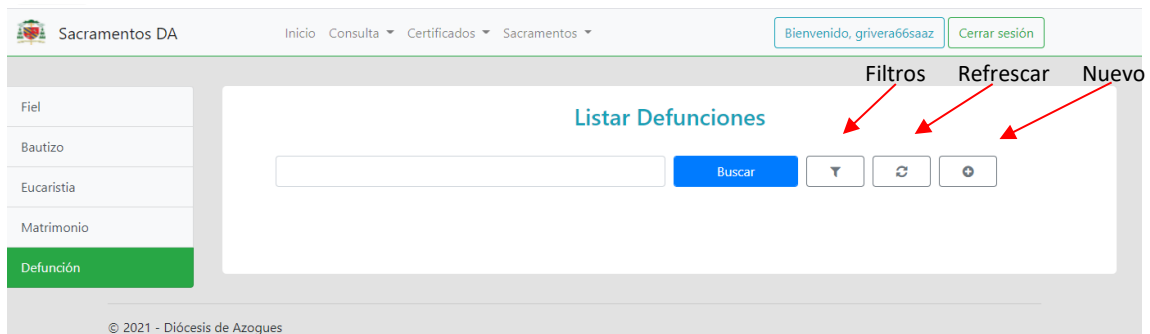 Sacramentos DA Inicio Consulta Certificados Sacramentos Bienvenido, grivera66saaz Cerrar sesión
Filtros Refrescar Nuevo
Fiel
Bautizo
Eucaristia
Matrimonio
Defunción
Listar Defunciones
Buscar
© 2021 - Diócesis de Azogues